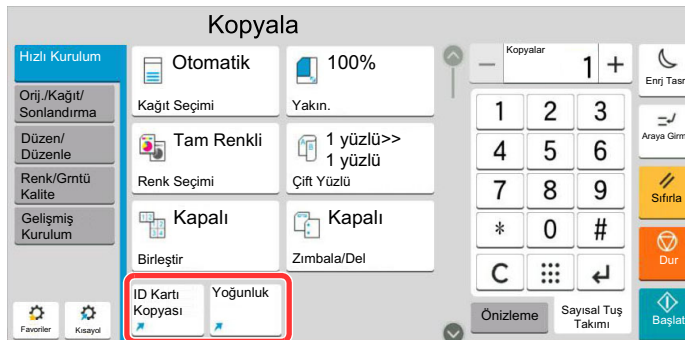 Kopyala
Hızlı Kurulum
Orij./Kağıt/
Sonlandırma
Düzen/
Düzenle
Renk/Grntü
Kalite
Gelişmiş
Kurulum
Favoriler
Kısayol
Otomatik
Kağıt Seçimi
100%
Yakın.
Tam Renkli
Renk Seçimi
1 yüzlü>>
1 yüzlü
Çift Yüzlü
Kapalı
Birleştir
Kapalı
Zımbala/Del
ID Kartı
Kopyası
Yoğunluk
Kopyalar
– 1 +
1 2 3
4 5 6
7 8 9
* 0 #
C
Önizleme
Sayısal Tuş
Takımı
Enrj Tasr
Araya Girm
Sıfırla
Dur
Başlat